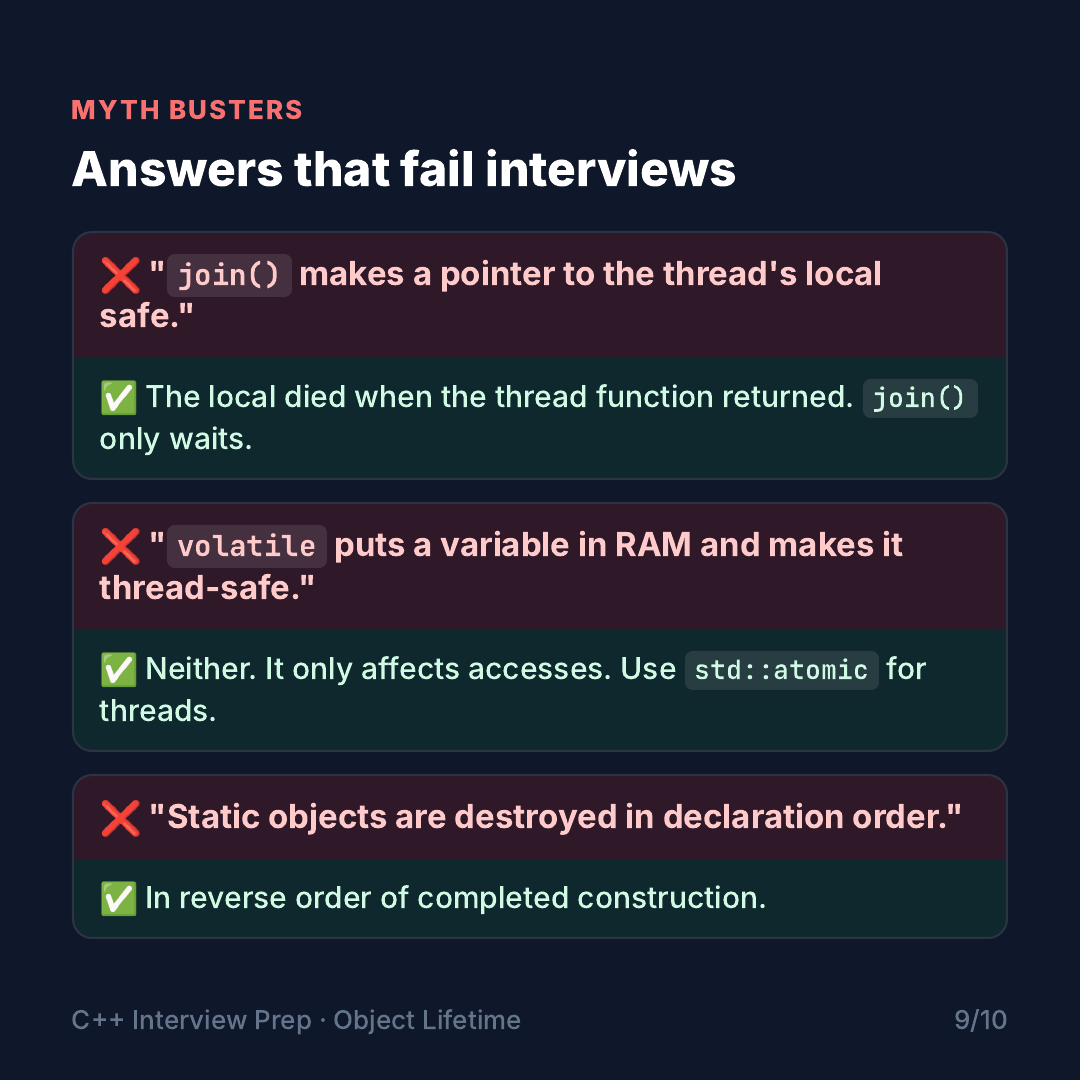 MYTH BUSTERS
Answers that fail interviews
❌ "join() makes a pointer to the thread's local
safe."
✅ The local died when the thread function returned. join()
only waits.
❌ "volatile puts a variable in RAM and makes it
thread-safe."
✅ Neither. It only affects accesses. Use std::atomic for
threads.
❌ "Static objects are destroyed in declaration order."
✅ In reverse order of completed construction.
C++ Interview Prep · Object Lifetime
9/10